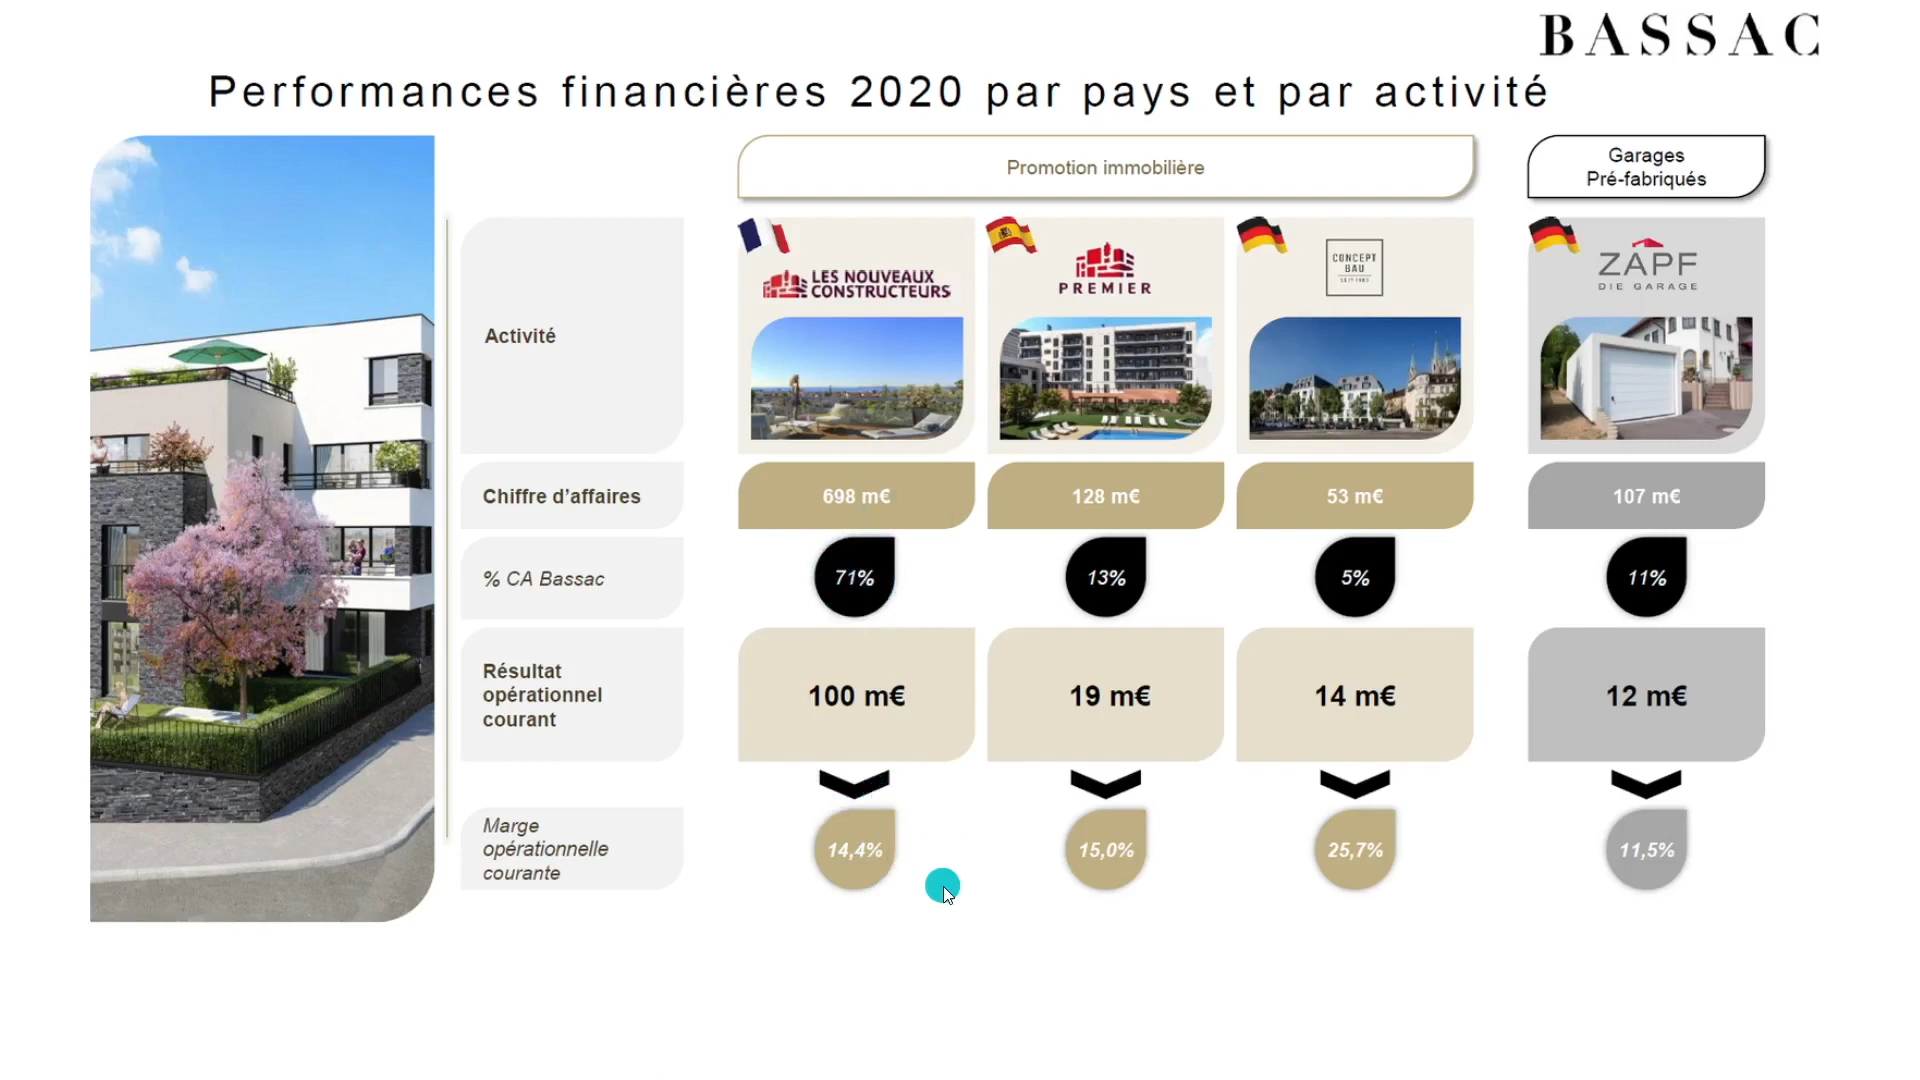 BASSAC
Performances financières 2020 par pays et par activité
Promotion immobilière
Garages
Pré-fabriqués
Activité
LES NOUVEAUX
CONSTRUCTEURS
PREMIER
CONCEPT
BAU
SEIT 1983
ZAPF
DIE GARAGE
Chiffre d’affaires
698 m€
128 m€
53 m€
107 m€
% CA Bassac
71%
13%
5%
11%
Résultat
opérationnel
courant
100 m€
19 m€
14 m€
12 m€
Marge
opérationnelle
courante
14,4%
15,0%
25,7%
11,5%